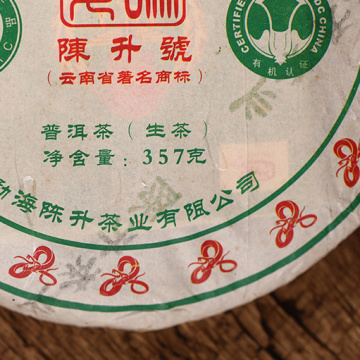 CERTIFIED
OC CHINA
有机认证
陳升號
（云南省著名商标）
普洱茶（生茶）
净含量：357克
勐海陈升茶业有限公司